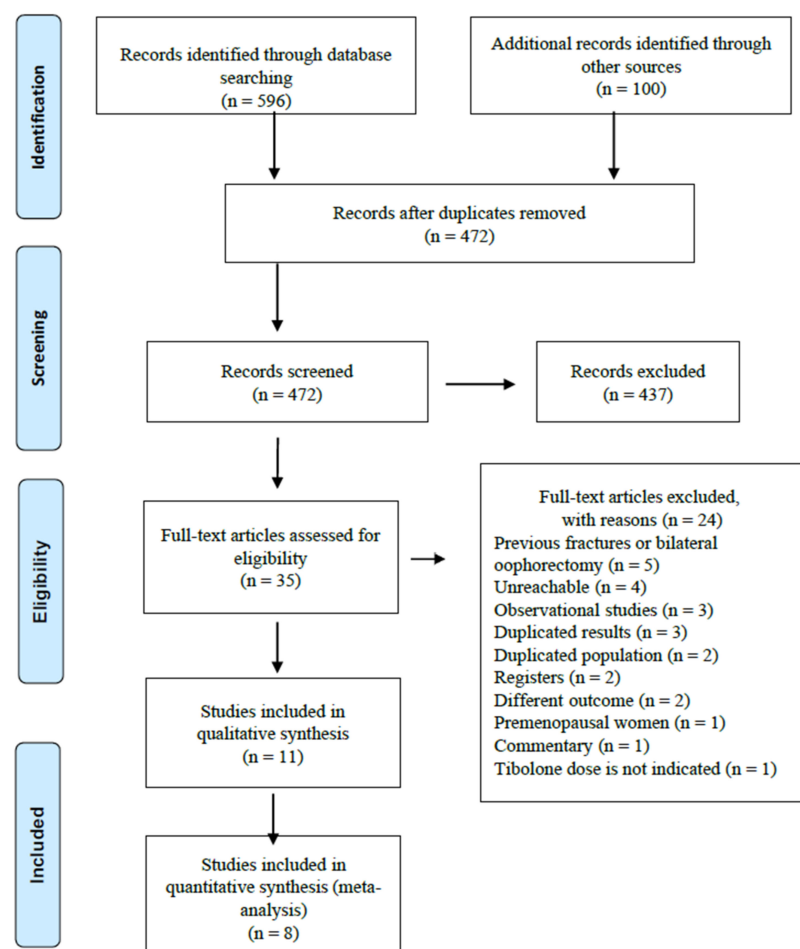 Identification
Records identified through database
searching
(n = 596)
Additional records identified through
other sources
(n = 100)
Records after duplicates removed
(n = 472)
Screening
Records screened
(n = 472)
Records excluded
(n = 437)
Eligibility
Full-text articles assessed for
eligibility
(n = 35)
Full-text articles excluded,
with reasons (n = 24)
Previous fractures or bilateral
oophorectomy (n = 5)
Unreachable (n = 4)
Observational studies (n = 3)
Duplicated results (n = 3)
Duplicated population (n = 2)
Registers (n = 2)
Different outcome (n = 2)
Premenopausal women (n = 1)
Commentary (n = 1)
Tibolone dose is not indicated (n = 1)
Studies included in
qualitative synthesis
(n = 11)
Included
Studies included in
quantitative synthesis (meta-
analysis)
(n = 8)